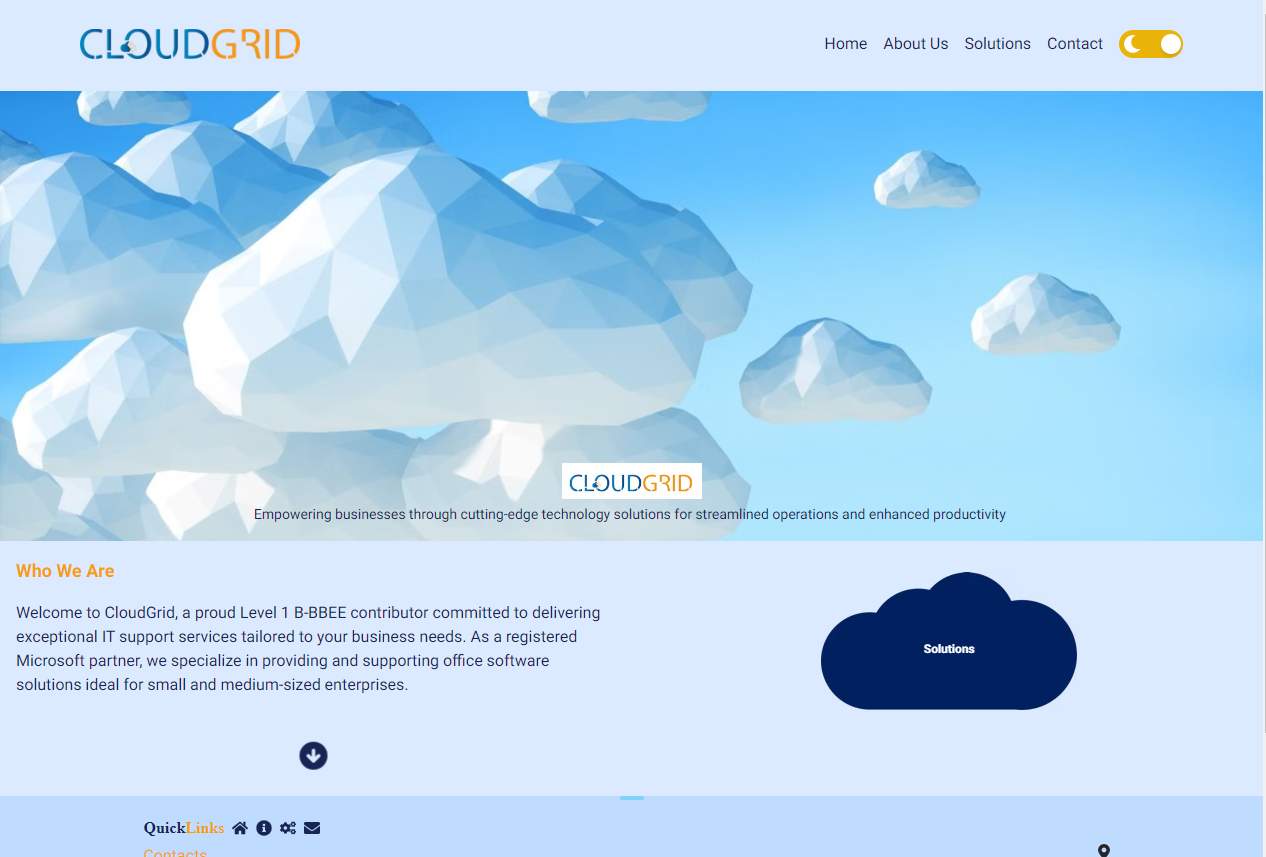 CLOUDGRID
Home About Us Solutions Contact
CLOUDGRID
Empowering businesses through cutting-edge technology solutions for streamlined operations and enhanced productivity
Who We Are
Welcome to CloudGrid, a proud Level 1 B-BBEE contributor committed to delivering
exceptional IT support services tailored to your business needs. As a registered
Microsoft partner, we specialize in providing and supporting office software
solutions ideal for small and medium-sized enterprises.
Solutions
QuickLinks
Contacts